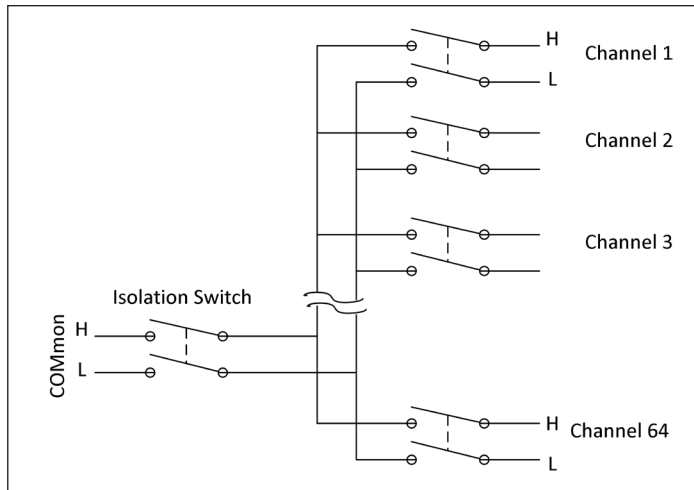 H
Channel 1
L
Channel 2
Channel 3
Isolation Switch
COMmon
H
L
H
Channel 64
L